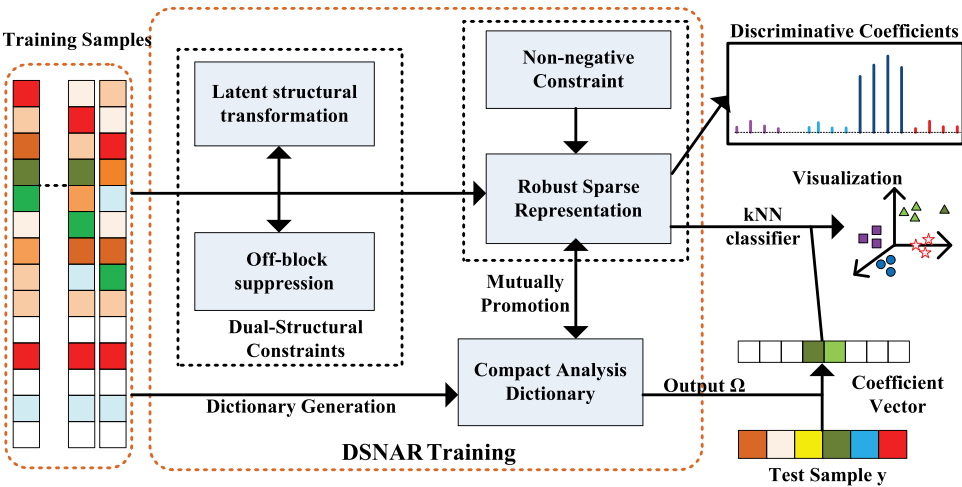 Training Samples
Latent structural
transformation
Off-block
suppression
Dual-Structural
Constraints
Non-negative
Constraint
Robust Sparse
Representation
Mutually
Promotion
Compact Analysis
Dictionary
Dictionary Generation
DSNAR Training
Discriminative Coefficients
Visualization
kNN
classifier
Output Ω
Coefficient
Vector
Test Sample y